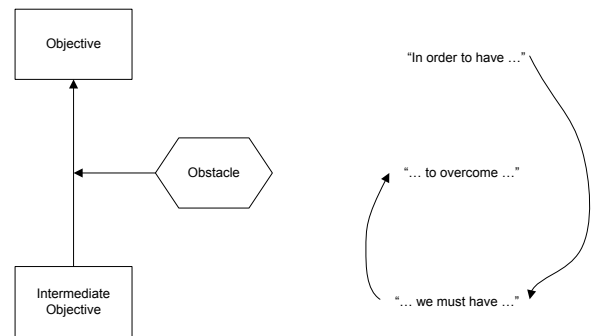 Objective
"In order to have …"
Obstacle
"… to overcome …"
Intermediate
Objective
"… we must have …"